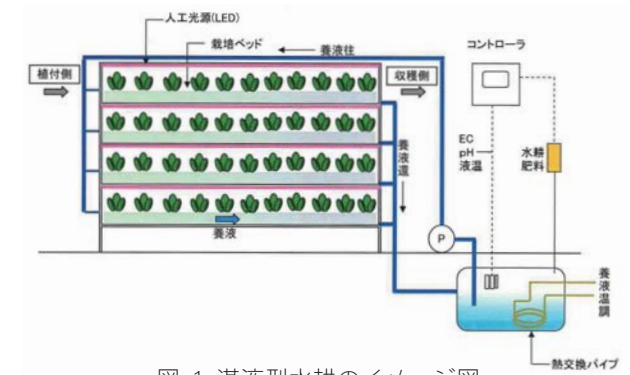 人工光源(LED)
栽培ベッド
養液往
コントローラ
植付側
収穫側
EC
pH
液温
水耕
肥料
養液還
P
養液
養液温調
熱交換パイプ